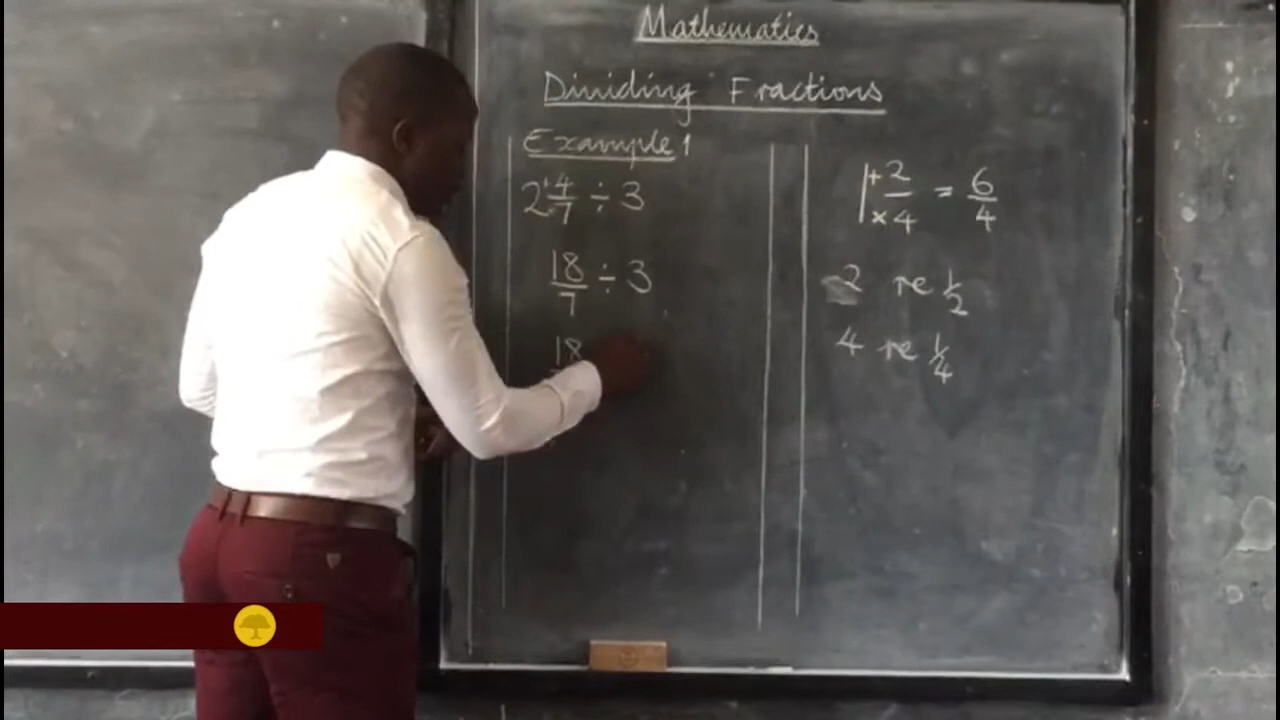 Mathematics
Dividing Fractions
Example 1
2 4/7 ÷ 3
18/7 ÷ 3
18
1 + 2 / × 4 = 6/4
2 re 1/2
4 re 1/4